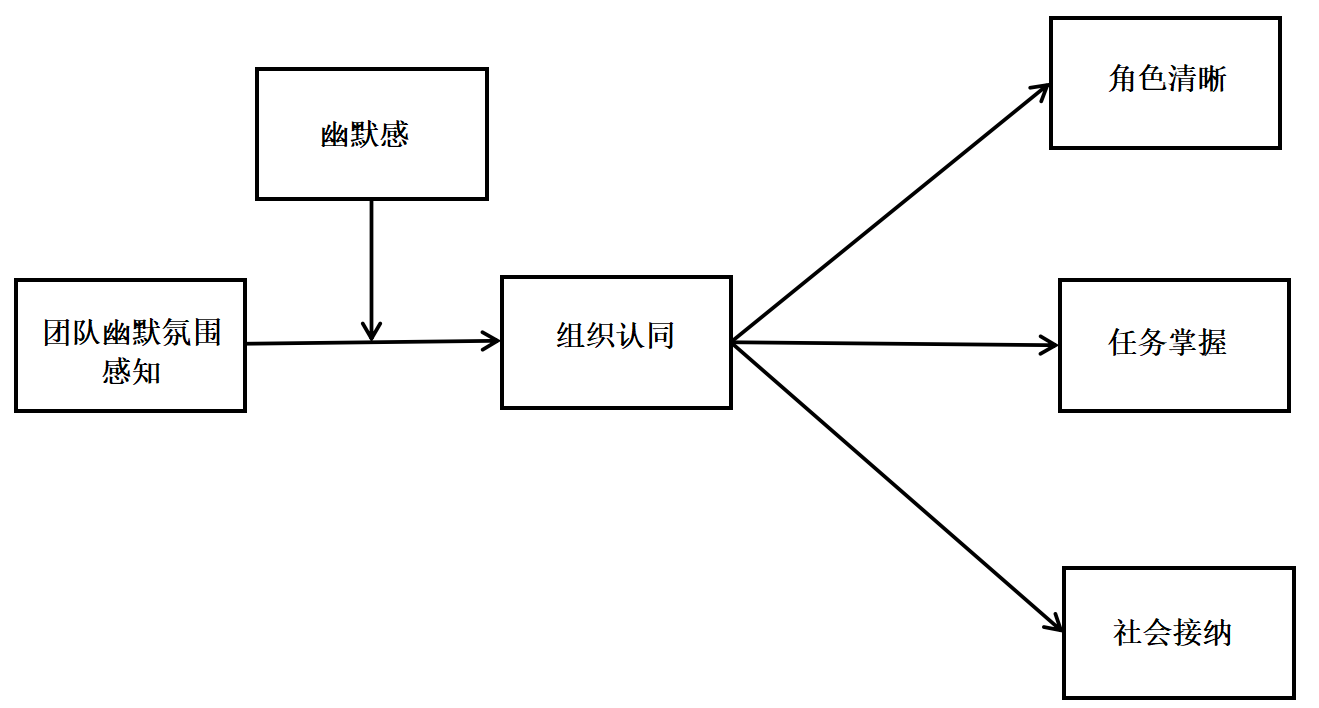 角色清晰
幽默感
团队幽默氛围
感知
组织认同
任务掌握
社会接纳